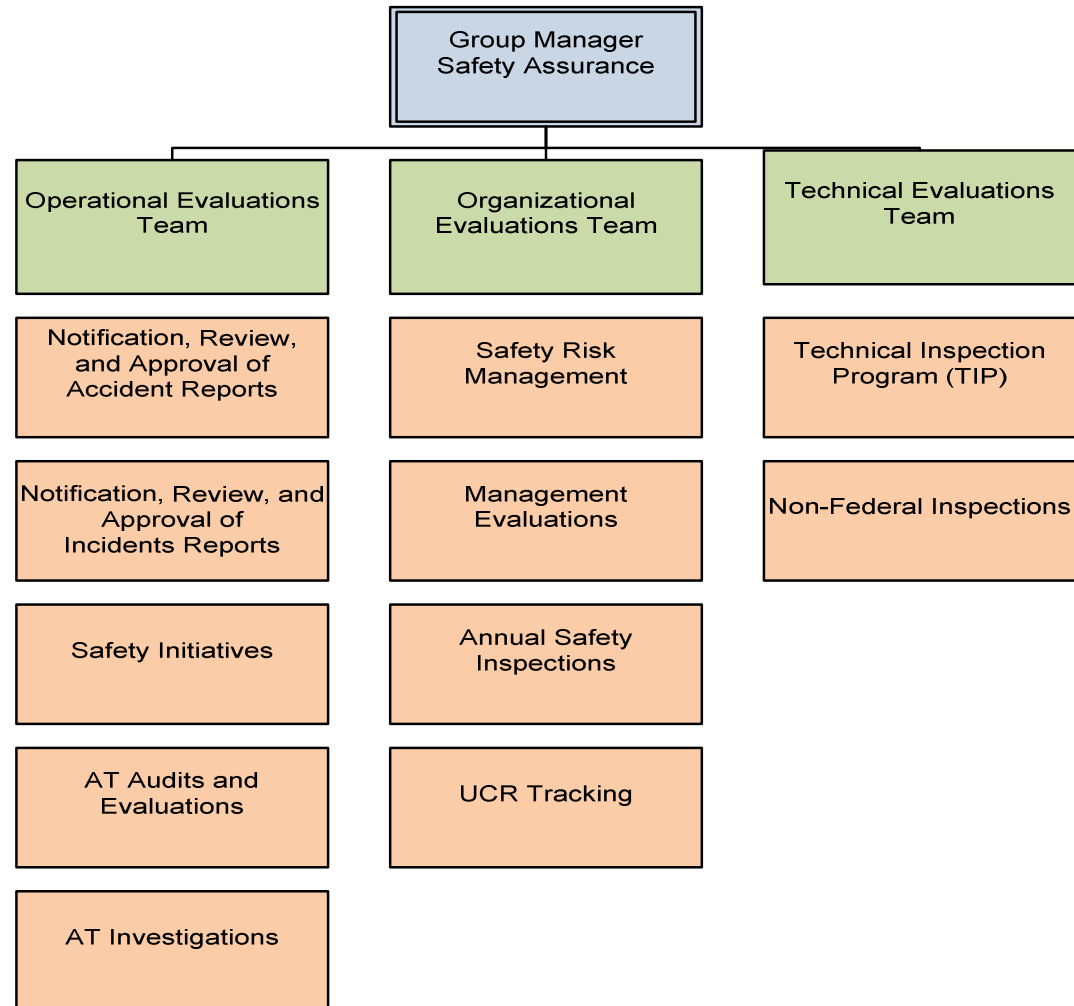 Group Manager
Safety Assurance
Operational Evaluations
Team
Organizational
Evaluations Team
Technical Evaluations
Team
Notification, Review,
and Approval of
Accident Reports
Safety Risk
Management
Technical Inspection
Program (TIP)
Notification, Review, and
Approval of
Incidents Reports
Management
Evaluations
Non-Federal Inspections
Safety Initiatives
Annual Safety
Inspections
AT Audits and
Evaluations
UCR Tracking
AT Investigations